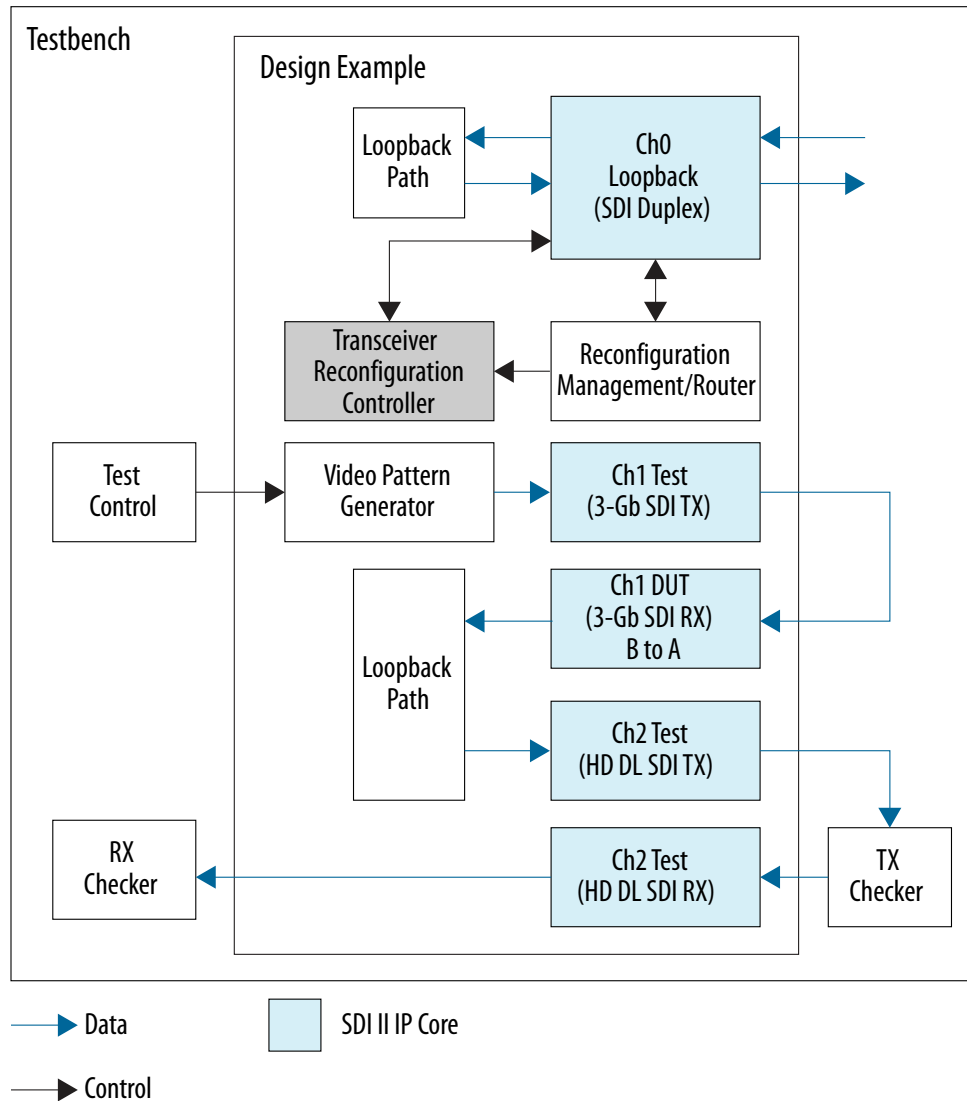 Testbench
Design Example
Loopback
Path
Ch0
Loopback
(SDI Duplex)
Transceiver
Reconfiguration
Controller
Reconfiguration
Management/Router
Test
Control
Video Pattern
Generator
Ch1 Test
(3-Gb SDI TX)
Ch1 DUT
(3-Gb SDI RX)
B to A
Loopback
Path
Ch2 Test
(HD DL SDI TX)
RX
Checker
Ch2 Test
(HD DL SDI RX)
TX
Checker
Data
SDI II IP Core
Control